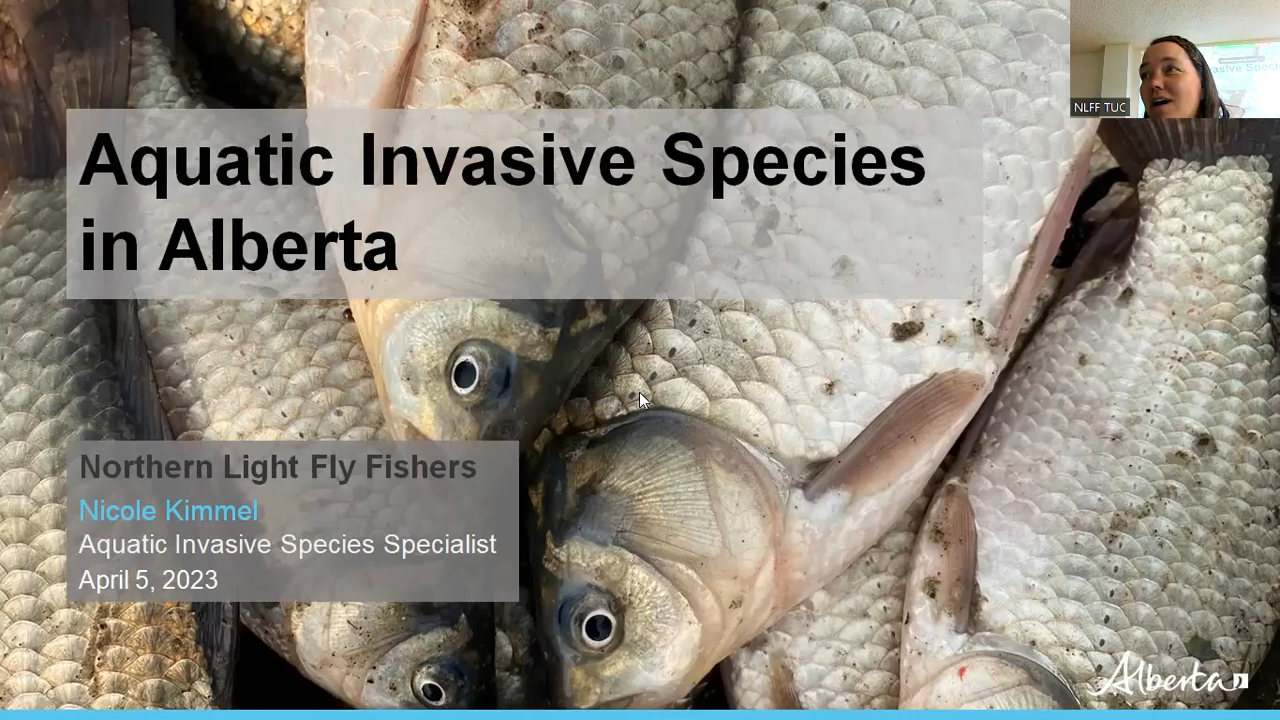 Aquatic Invasive Species
in Alberta
NLFF TUC
Northern Light Fly Fishers
Nicole Kimmel
Aquatic Invasive Species Specialist
April 5, 2023
Alberta